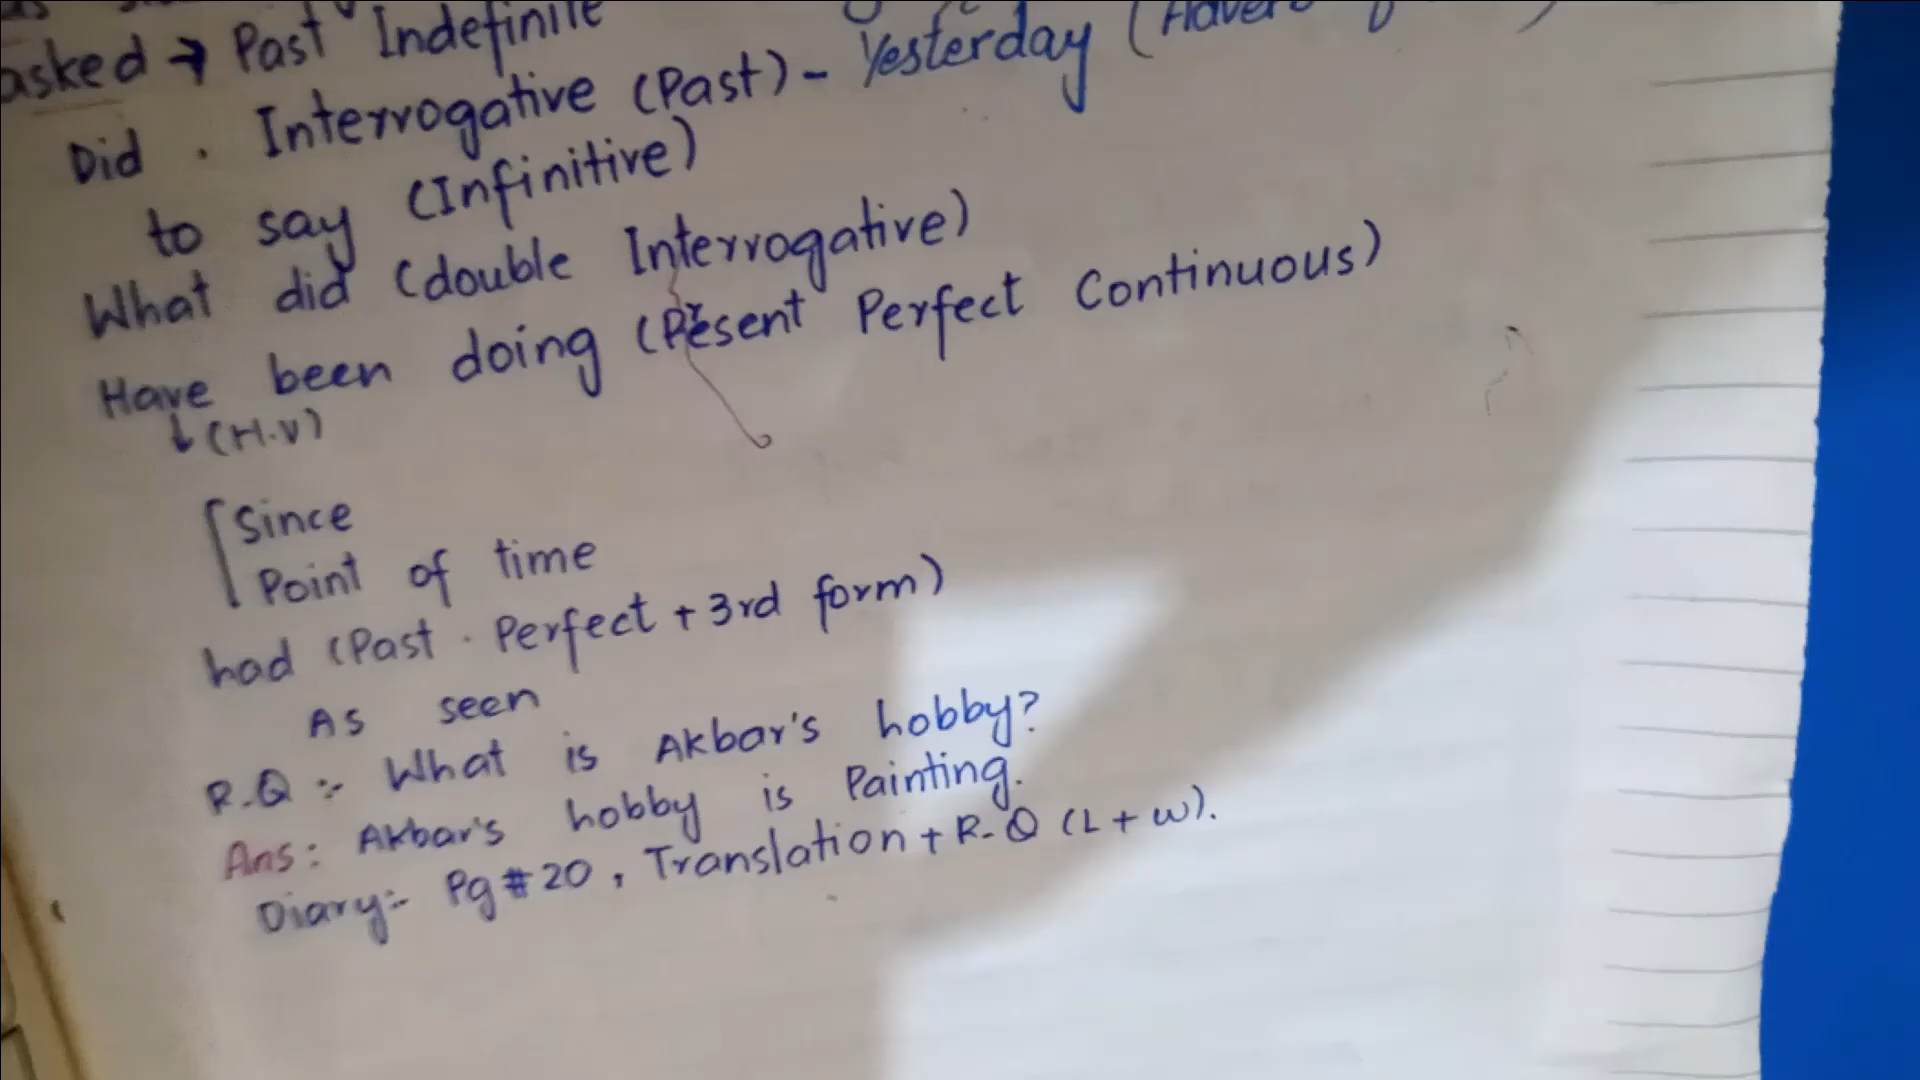 asked → Past Indefinite
Did . Interrogative (Past) - Yesterday (
to say (Infinitive)
What did (double Interrogative)
Have been doing (Present Perfect Continuous)
↓ (H.V)
[Since
Point of time
had (Past . Perfect + 3rd form)
As seen
R.Q :- What is Akbar's hobby?
Ans: Akbar's hobby is Painting.
Diary:- Pg # 20, Translation + R-Q (L + w).